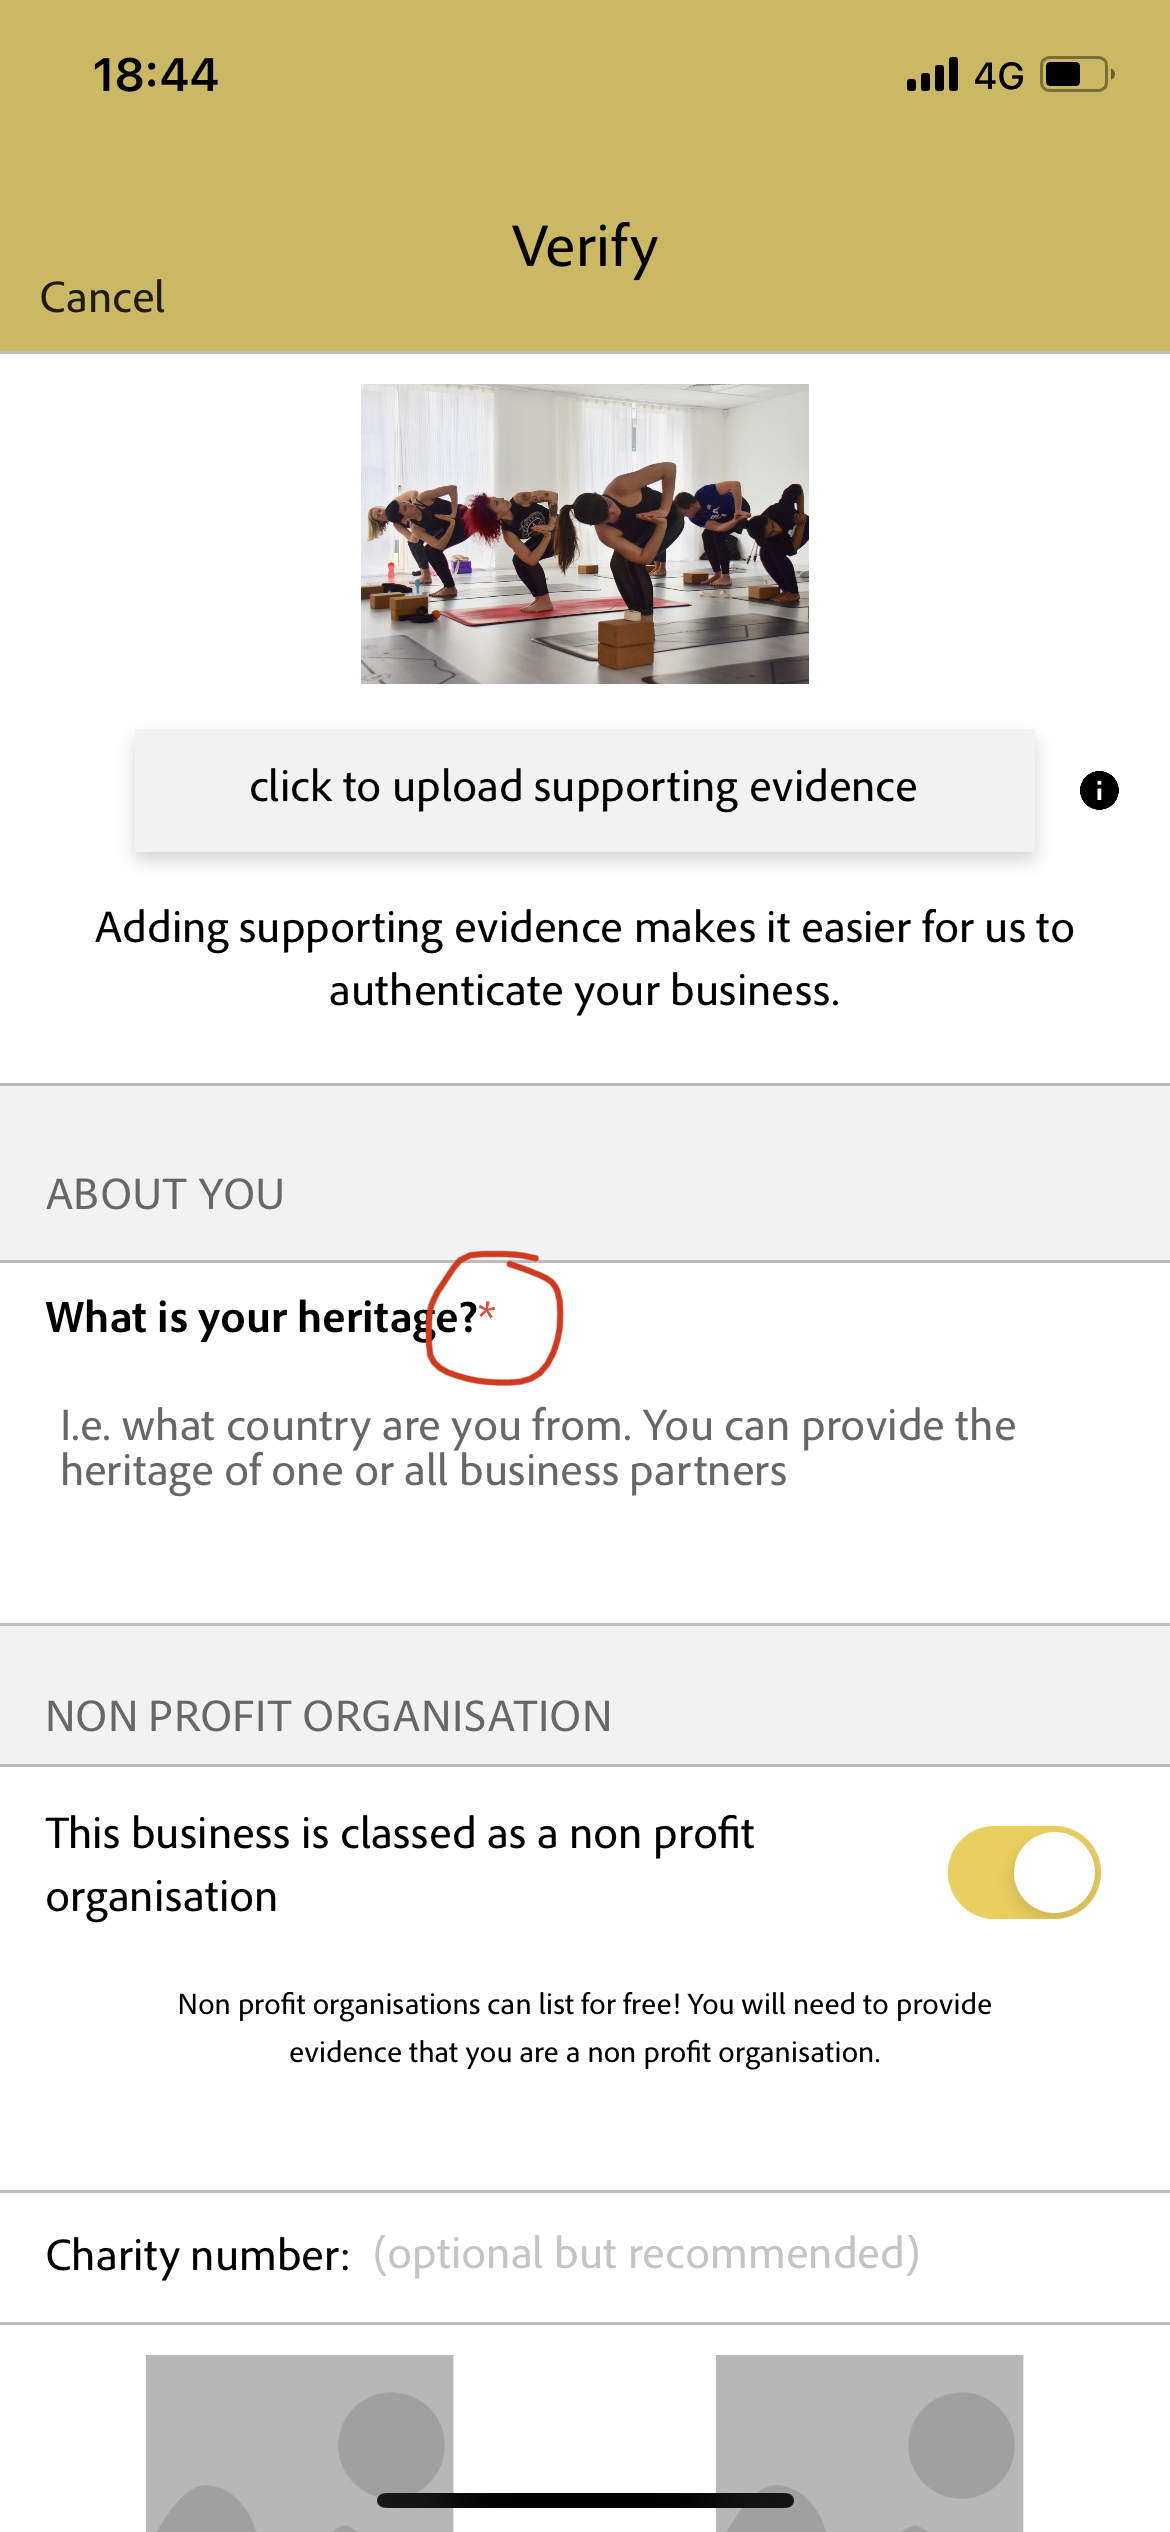 18:44
4G
Verify
Cancel
click to upload supporting evidence
i
Adding supporting evidence makes it easier for us to
authenticate your business.
ABOUT YOU
What is your heritage?*
I.e. what country are you from. You can provide the
heritage of one or all business partners
NON PROFIT ORGANISATION
This business is classed as a non profit
organisation
Non profit organisations can list for free! You will need to provide
evidence that you are a non profit organisation.
Charity number: (optional but recommended)